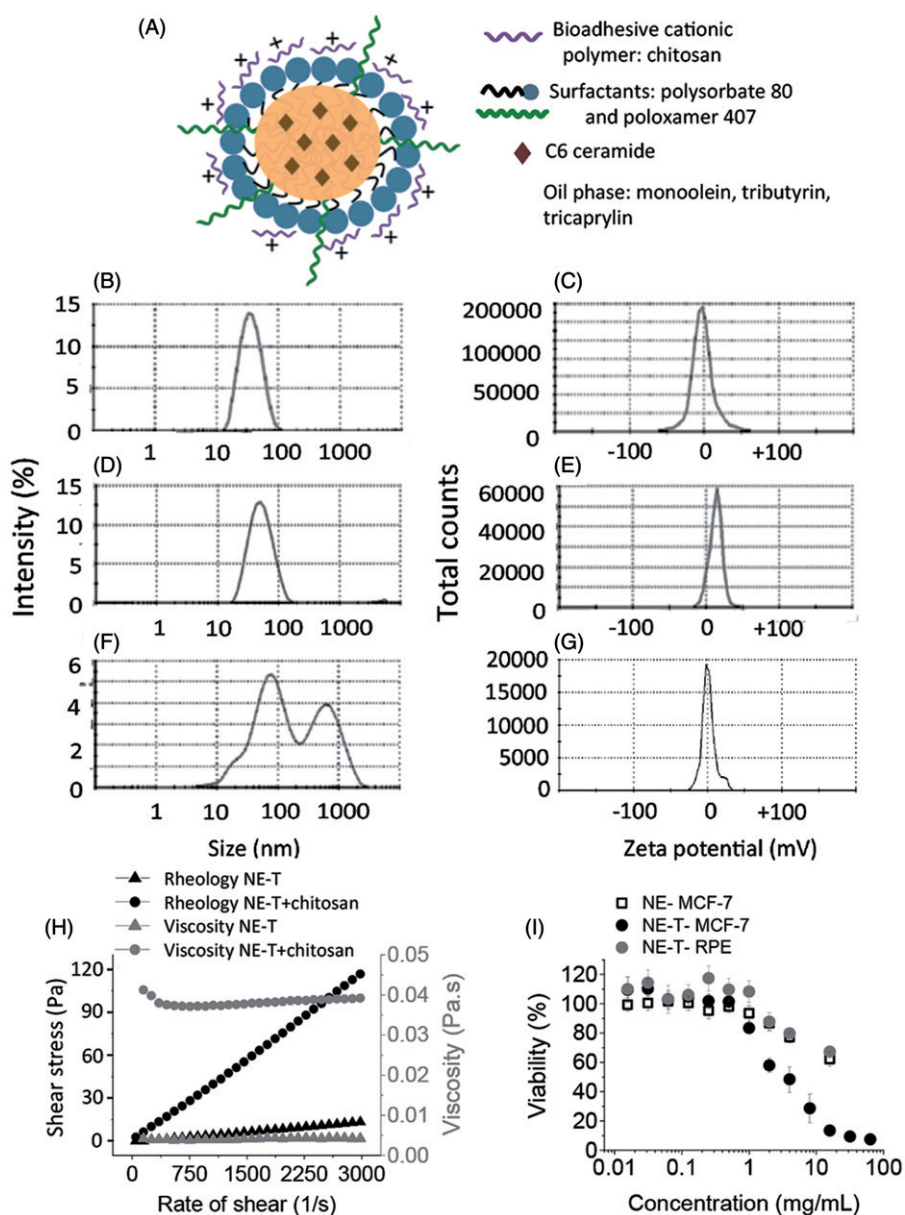 (A)
Bioadhesive cationic
polymer: chitosan
Surfactants: polysorbate 80
and poloxamer 407
C6 ceramide
Oil phase: monoolein, tributyrin,
tricaprylin
+ + + + + + + + + + + +
(B)
15
10
5
0
1 10 100 1000
(C)
200000
100000
50000
0
-100 0 +100
(D)
15
10
5
0
1 10 100 1000
(E)
60000
40000
20000
0
-100 0 +100
(F)
6
4
2
0
1 10 100 1000
(G)
20000
15000
10000
5000
0
-100 0 +100
Intensity (%)
Total counts
Size (nm)
Zeta potential (mV)
Rheology NE-T
Rheology NE-T+chitosan
Viscosity NE-T
Viscosity NE-T+chitosan
(H)
120
90
60
30
0
Shear stress (Pa)
0.05
0.04
0.03
0.02
0.01
0.00
Viscosity (Pa.s)
0 750 1500 2250 3000
Rate of shear (1/s)
NE- MCF-7
NE-T- MCF-7
NE-T- RPE
(I)
120
100
80
60
40
20
0
Viability (%)
0.01 0.1 1 10 100
Concentration (mg/mL)